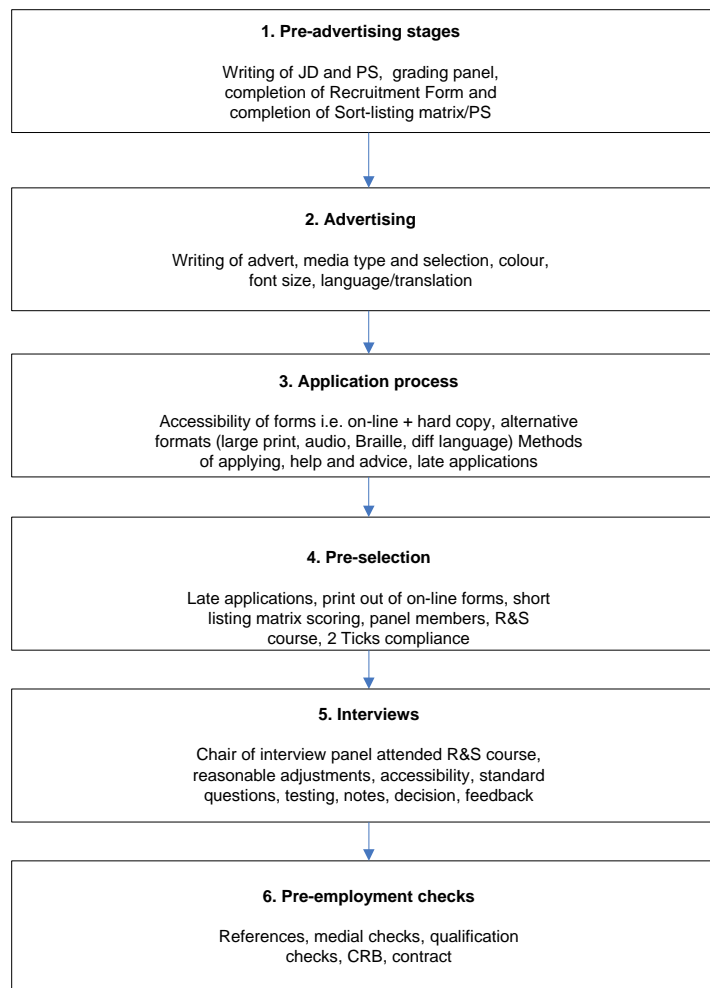 1. Pre-advertising stages
Writing of JD and PS, grading panel,
completion of Recruitment Form and
completion of Sort-listing matrix/PS
2. Advertising
Writing of advert, media type and selection, colour,
font size, language/translation
3. Application process
Accessibility of forms i.e. on-line + hard copy, alternative
formats (large print, audio, Braille, diff language) Methods
of applying, help and advice, late applications
4. Pre-selection
Late applications, print out of on-line forms, short
listing matrix scoring, panel members, R&S
course, 2 Ticks compliance
5. Interviews
Chair of interview panel attended R&S course,
reasonable adjustments, accessibility, standard
questions, testing, notes, decision, feedback
6. Pre-employment checks
References, medial checks, qualification
checks, CRB, contract